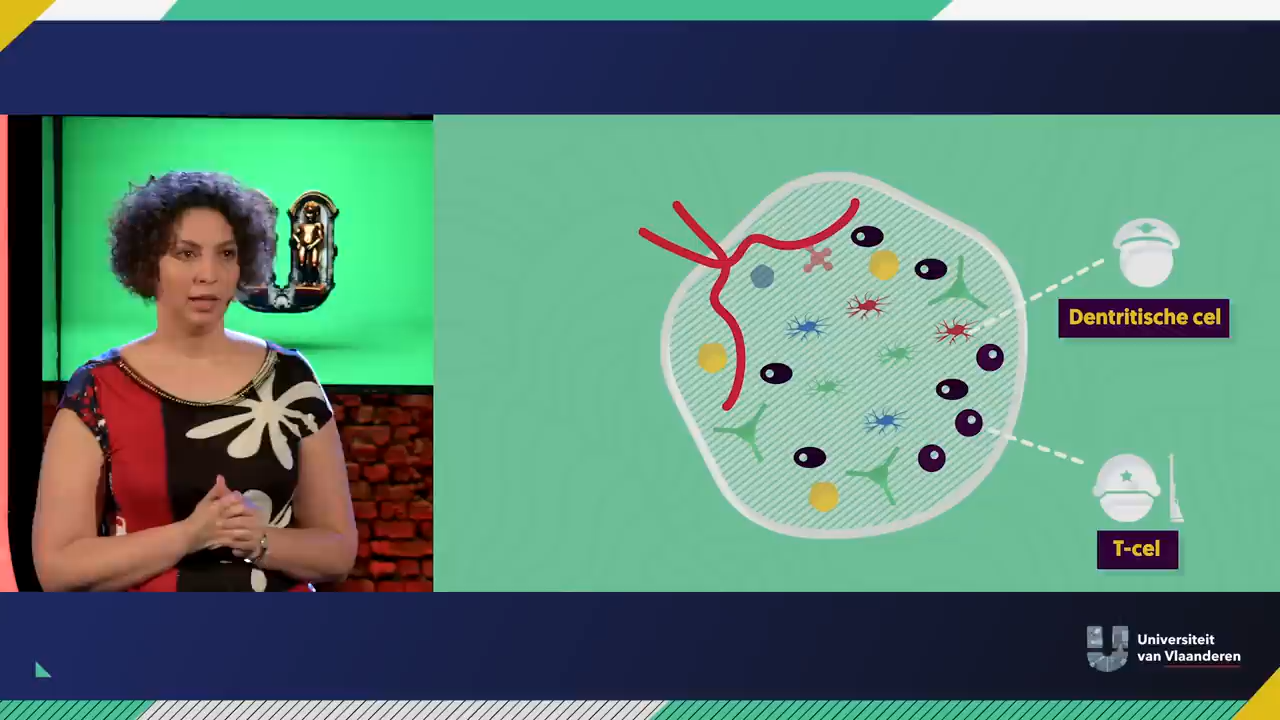 Dentritische cel
T-cel
Universiteit
van Vlaanderen